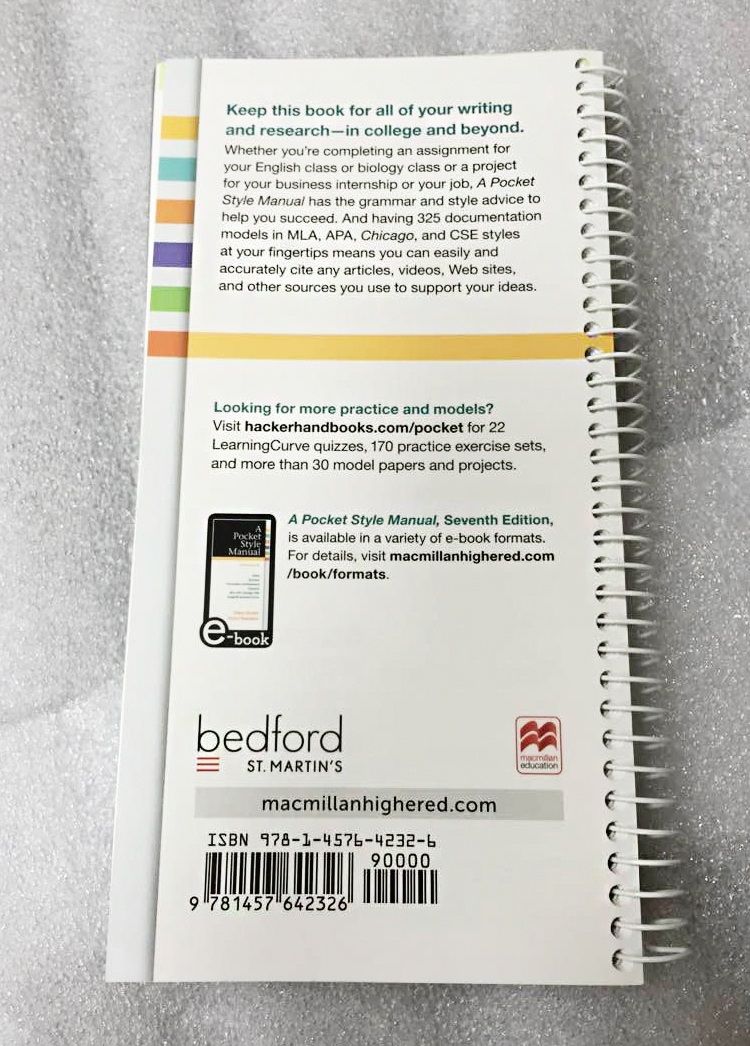 Keep this book for all of your writing
and research—in college and beyond.
Whether you're completing an assignment for
your English class or biology class or a project
for your business internship or your job, A Pocket
Style Manual has the grammar and style advice to
help you succeed. And having 325 documentation
models in MLA, APA, Chicago, and CSE styles
at your fingertips means you can easily and
accurately cite any articles, videos, Web sites,
and other sources you use to support your ideas.
Looking for more practice and models?
Visit hackerhandbooks.com/pocket for 22
LearningCurve quizzes, 170 practice exercise sets,
and more than 30 model papers and projects.
A
Pocket
Style
Manual
e-book
A Pocket Style Manual, Seventh Edition,
is available in a variety of e-book formats.
For details, visit macmillanhighered.com
/book/formats.
bedford
ST. MARTIN'S
macmillan
education
macmillanhighered.com
ISBN 978-1-4576-4232-6
90000
9 781457 642326